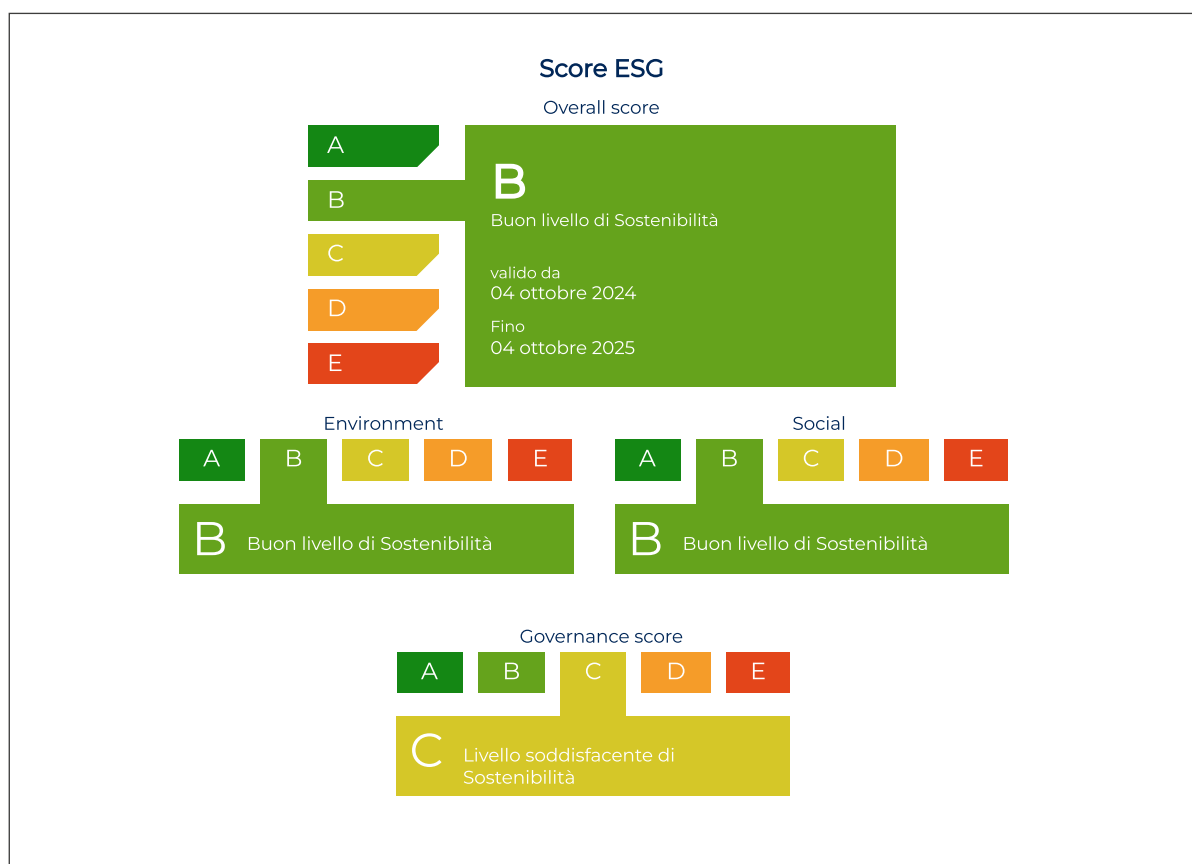 Score ESG
Overall score
A
B
C
D
E
B
Buon livello di Sostenibilità
valido da
04 ottobre 2024
Fino
04 ottobre 2025
Environment
A B C D E
B Buon livello di Sostenibilità
Social
A B C D E
B Buon livello di Sostenibilità
Governance score
A B C D E
C Livello soddisfacente di
Sostenibilità